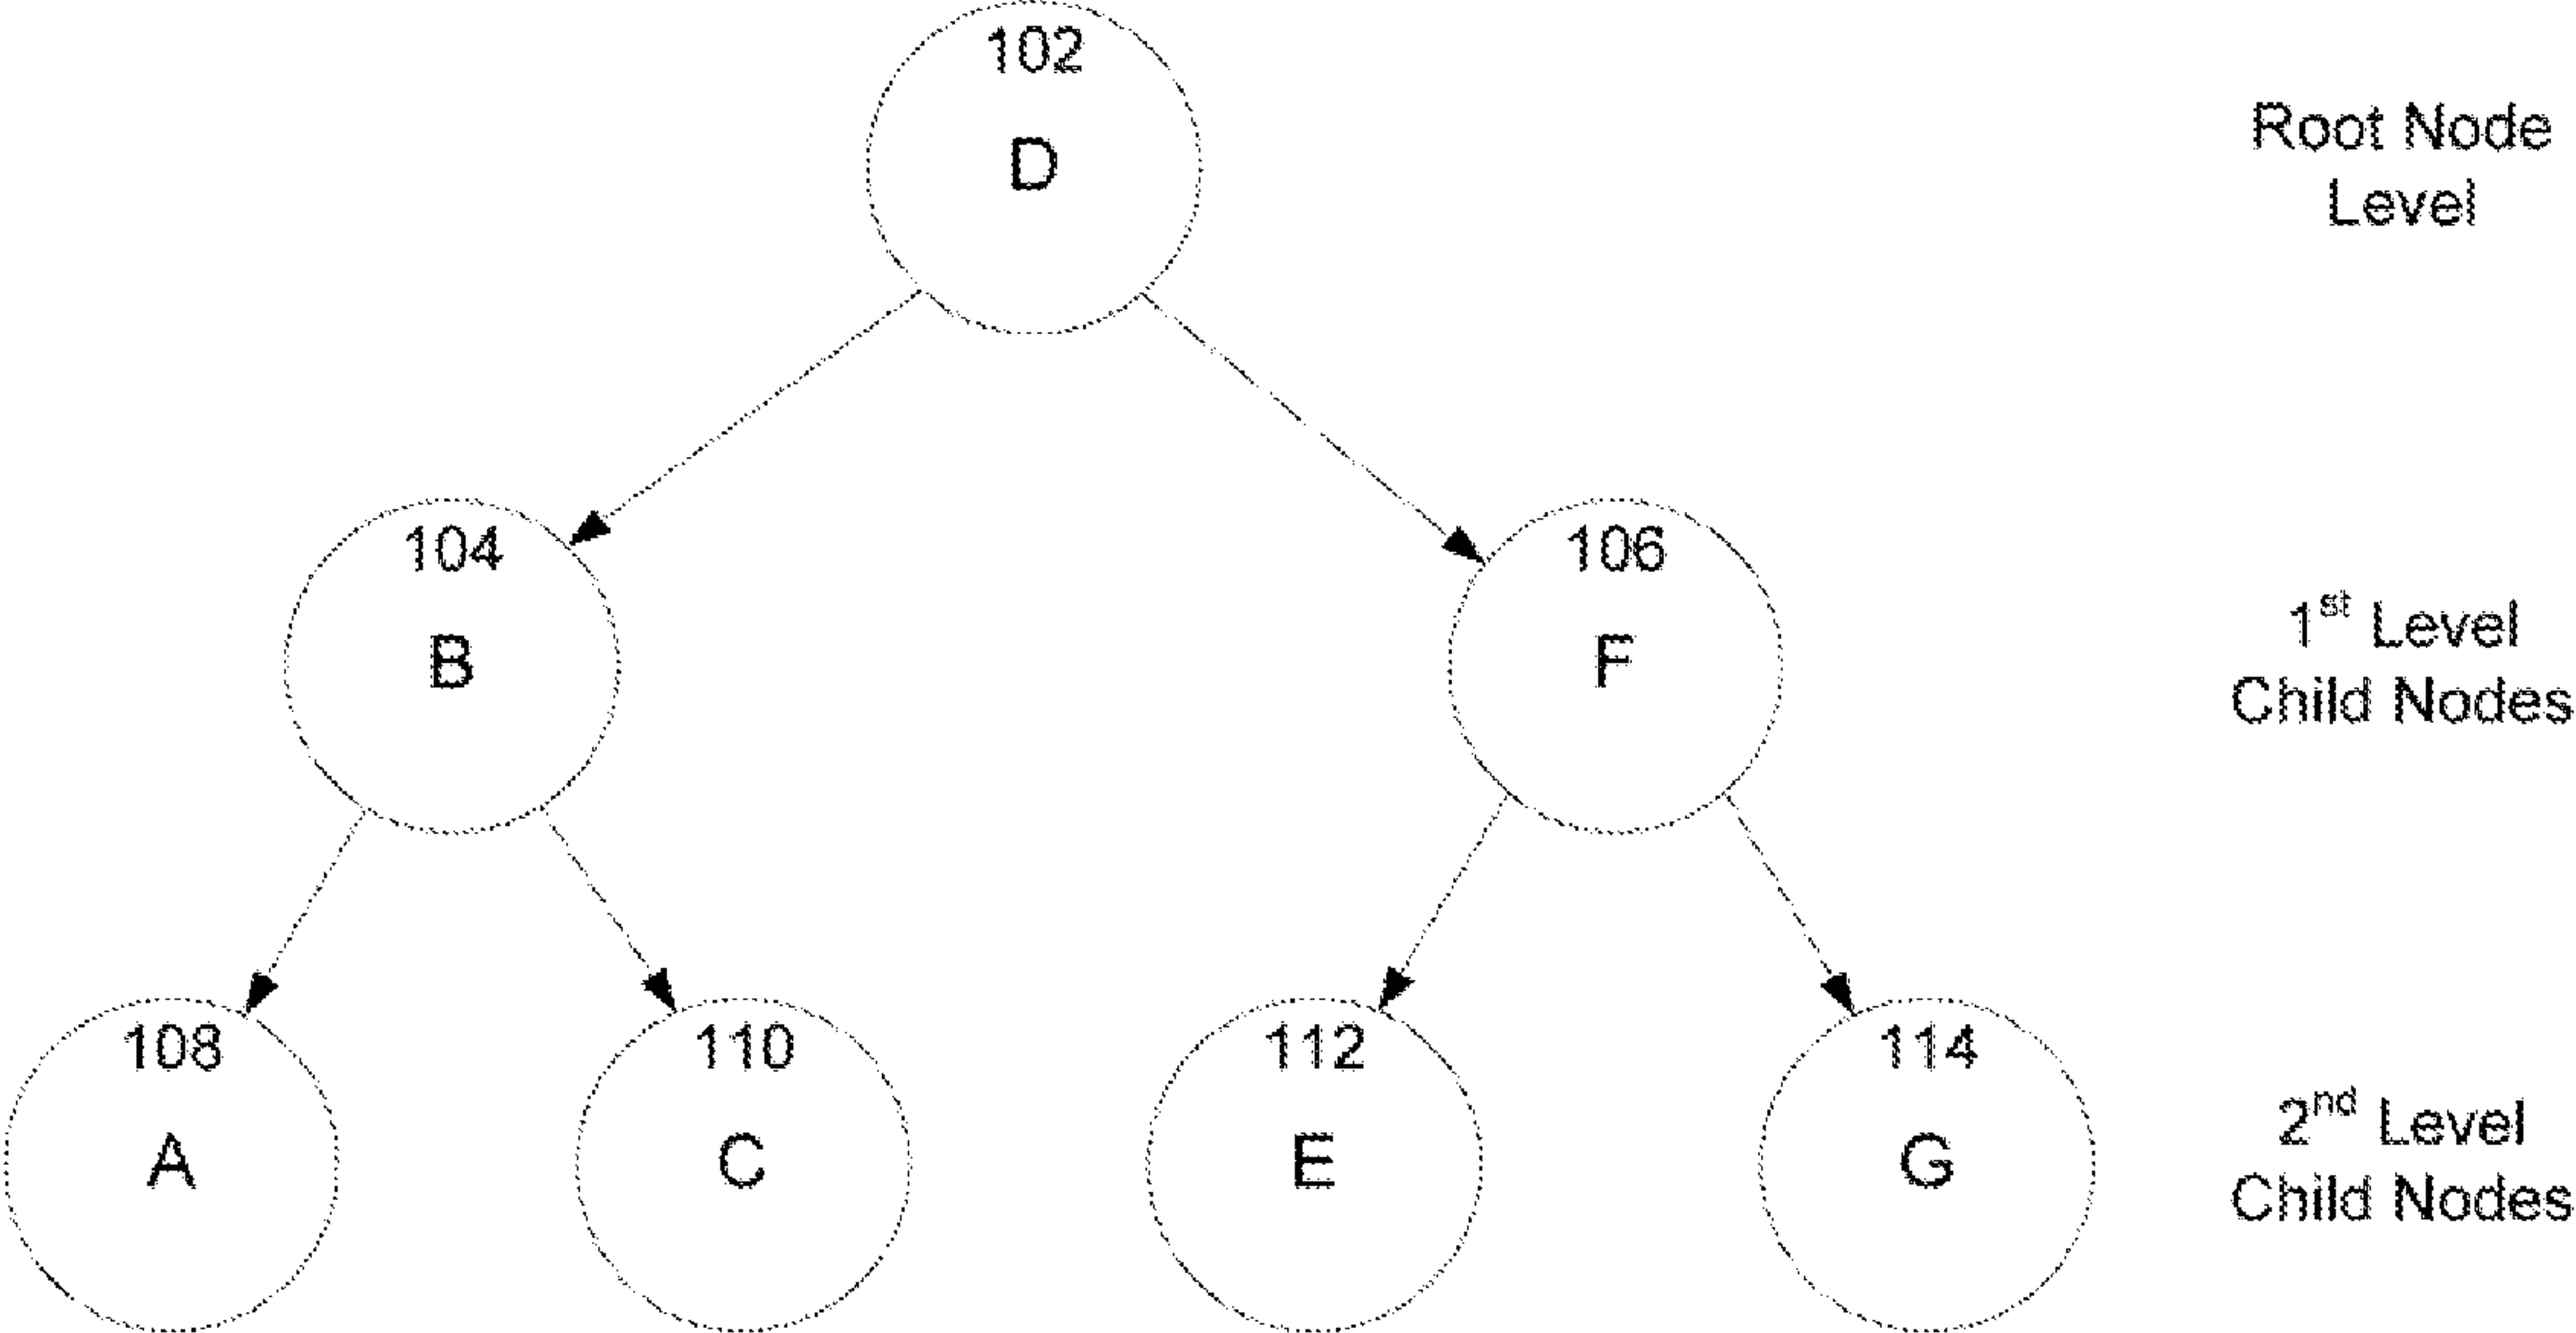 102
D
Root Node
Level
104
B
106
F
1st Level
Child Nodes
108
A
110
C
112
E
114
G
2nd Level
Child Nodes